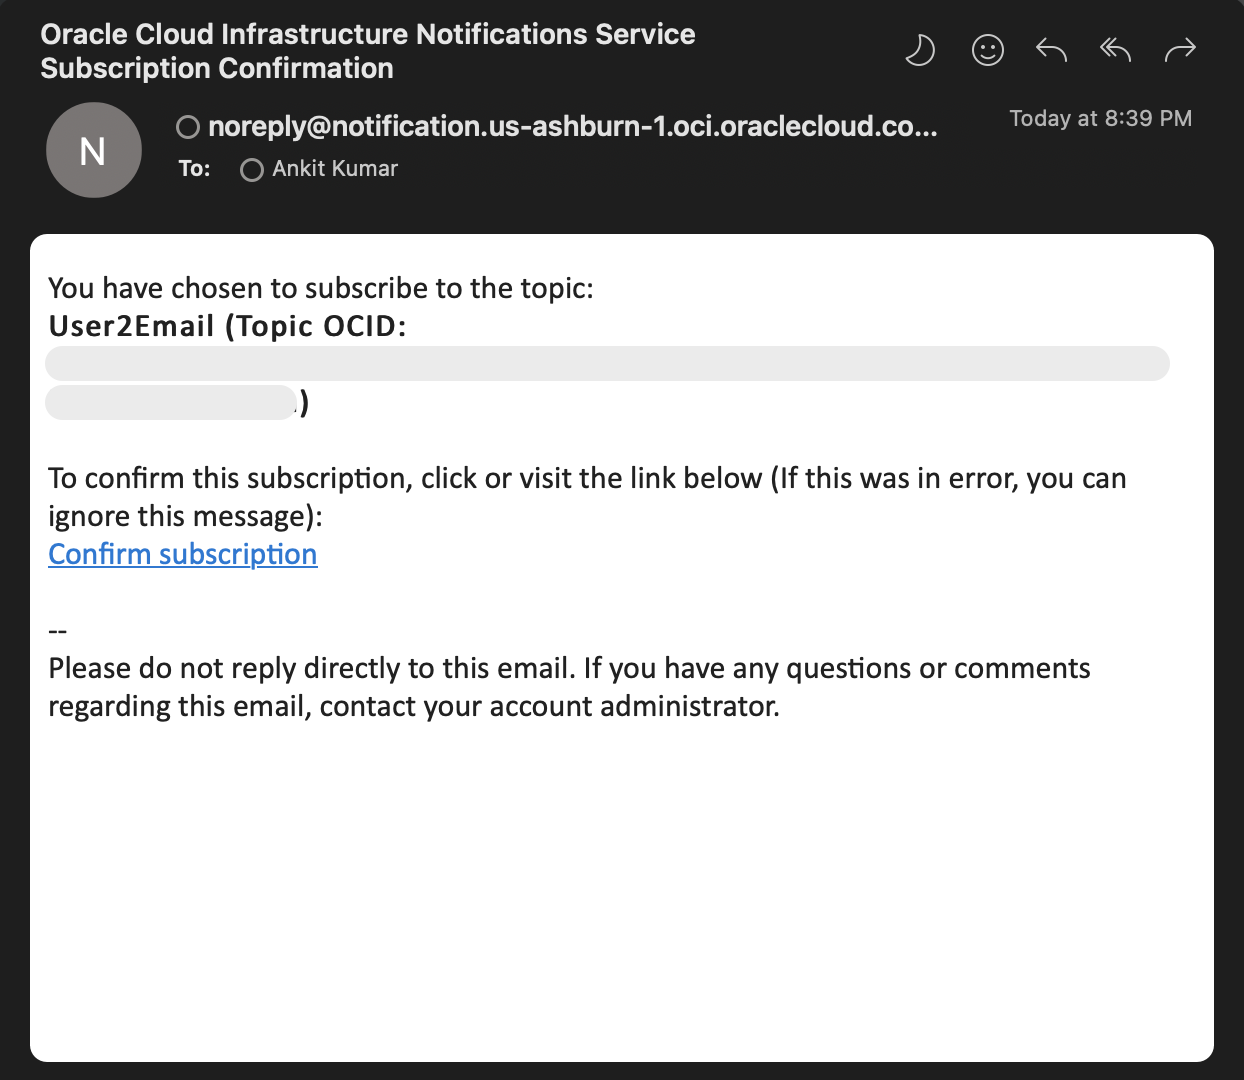 Oracle Cloud Infrastructure Notifications Service
Subscription Confirmation
N
noreply@notification.us-ashburn-1.oci.oraclecloud.co...
Today at 8:39 PM
To: Ankit Kumar
You have chosen to subscribe to the topic:
User2Email (Topic OCID:
)
To confirm this subscription, click or visit the link below (If this was in error, you can
ignore this message):
Confirm subscription
--
Please do not reply directly to this email. If you have any questions or comments
regarding this email, contact your account administrator.